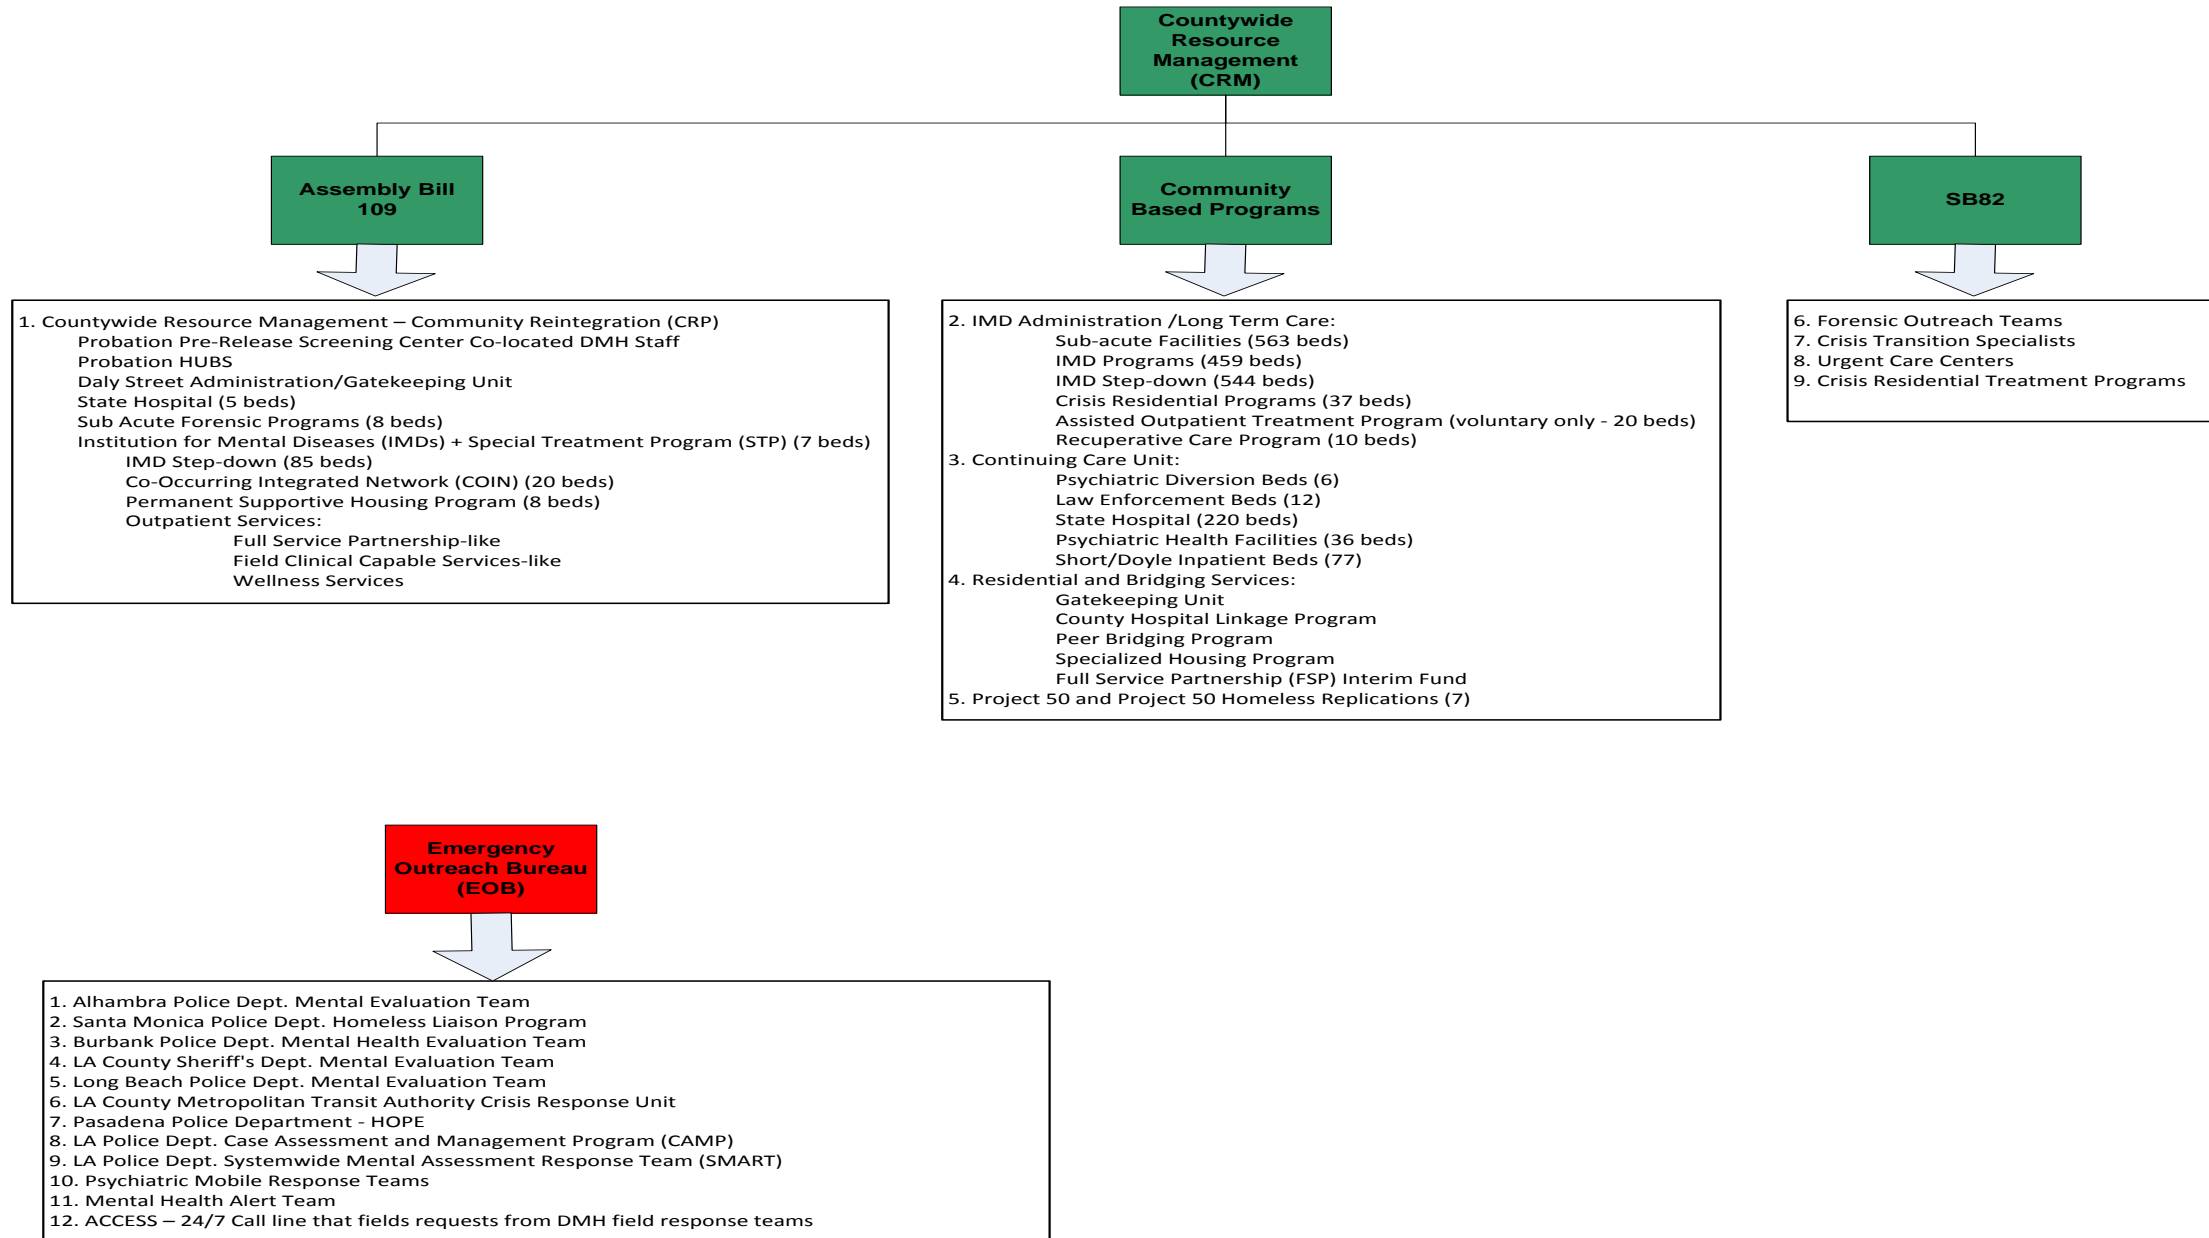 Countywide
Resource
Management
(CRM)
Assembly Bill
109
Community
Based Programs
SB82
1. Countywide Resource Management – Community Reintegration (CRP)
Probation Pre-Release Screening Center Co-located DMH Staff
Probation HUBS
Daly Street Administration/Gatekeeping Unit
State Hospital (5 beds)
Sub Acute Forensic Programs (8 beds)
Institution for Mental Diseases (IMDs) + Special Treatment Program (STP) (7 beds)
IMD Step-down (85 beds)
Co-Occurring Integrated Network (COIN) (20 beds)
Permanent Supportive Housing Program (8 beds)
Outpatient Services:
Full Service Partnership-like
Field Clinical Capable Services-like
Wellness Services
2. IMD Administration /Long Term Care:
Sub-acute Facilities (563 beds)
IMD Programs (459 beds)
IMD Step-down (544 beds)
Crisis Residential Programs (37 beds)
Assisted Outpatient Treatment Program (voluntary only - 20 beds)
Recuperative Care Program (10 beds)
3. Continuing Care Unit:
Psychiatric Diversion Beds (6)
Law Enforcement Beds (12)
State Hospital (220 beds)
Psychiatric Health Facilities (36 beds)
Short/Doyle Inpatient Beds (77)
4. Residential and Bridging Services:
Gatekeeping Unit
County Hospital Linkage Program
Peer Bridging Program
Specialized Housing Program
Full Service Partnership (FSP) Interim Fund
5. Project 50 and Project 50 Homeless Replications (7)
6. Forensic Outreach Teams
7. Crisis Transition Specialists
8. Urgent Care Centers
9. Crisis Residential Treatment Programs
Emergency
Outreach Bureau
(EOB)
1. Alhambra Police Dept. Mental Evaluation Team
2. Santa Monica Police Dept. Homeless Liaison Program
3. Burbank Police Dept. Mental Health Evaluation Team
4. LA County Sheriff's Dept. Mental Evaluation Team
5. Long Beach Police Dept. Mental Evaluation Team
6. LA County Metropolitan Transit Authority Crisis Response Unit
7. Pasadena Police Department - HOPE
8. LA Police Dept. Case Assessment and Management Program (CAMP)
9. LA Police Dept. Systemwide Mental Assessment Response Team (SMART)
10. Psychiatric Mobile Response Teams
11. Mental Health Alert Team
12. ACCESS – 24/7 Call line that fields requests from DMH field response teams